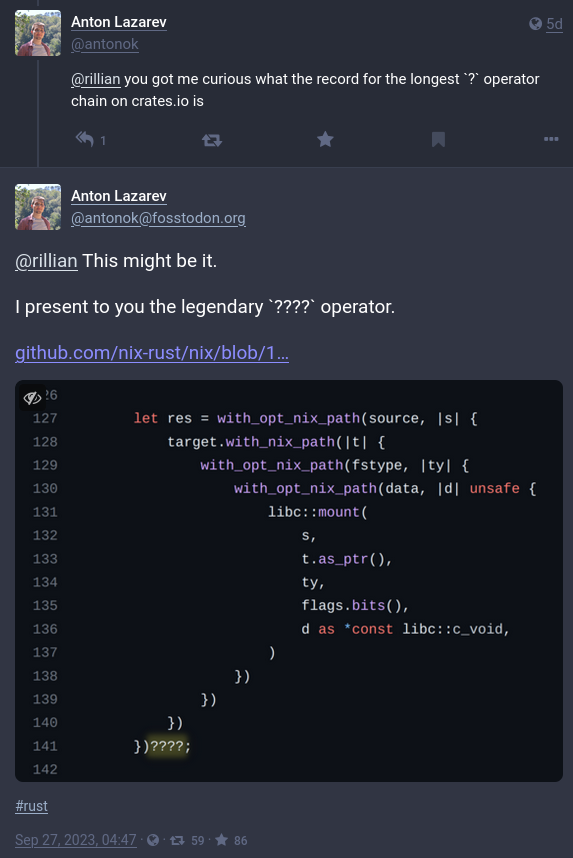 Anton Lazarev
5d
@antonok
@rillian you got me curious what the record for the longest `?` operator
chain on crates.io is
1
Anton Lazarev
@antonok@fosstodon.org
@rillian This might be it.
I present to you the legendary `????` operator.
github.com/nix-rust/nix/blob/1…
26
127 let res = with_opt_nix_path(source, |s| {
128 target.with_nix_path(|t| {
129 with_opt_nix_path(fstype, |ty| {
130 with_opt_nix_path(data, |d| unsafe {
131 libc::mount(
132 s,
133 t.as_ptr(),
134 ty,
135 flags.bits(),
136 d as *const libc::c_void,
137 )
138 })
139 })
140 })
141 })????;
142
#rust
Sep 27, 2023, 04:47 · · 59 · 86